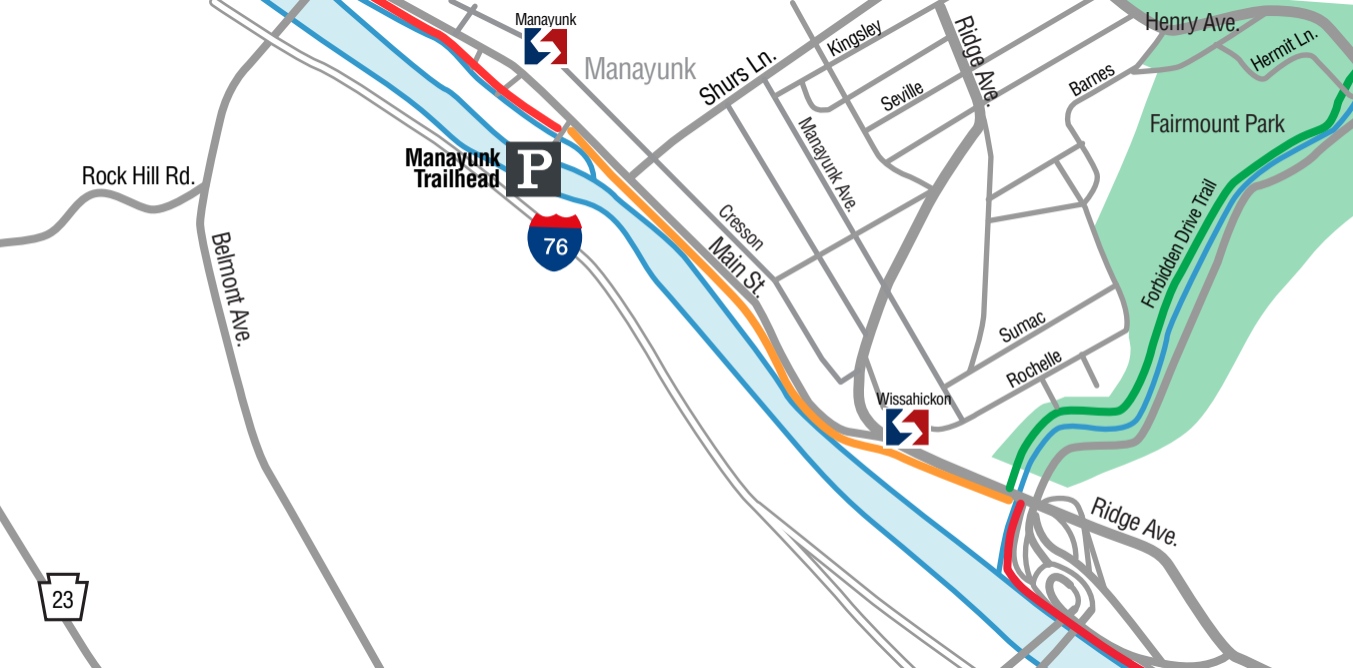 Manayunk
Manayunk
Shurs Ln.
Kingsley
Ridge Ave.
Henry Ave.
Hermit Ln.
Barnes
Seville
Fairmount Park
Manayunk
Trailhead
P
Manayunk Ave.
Rock Hill Rd.
Forbidden Drive Trail
Cresson
Main St.
76
Belmont Ave.
Sumac
Rochelle
Wissahickon
Ridge Ave.
23